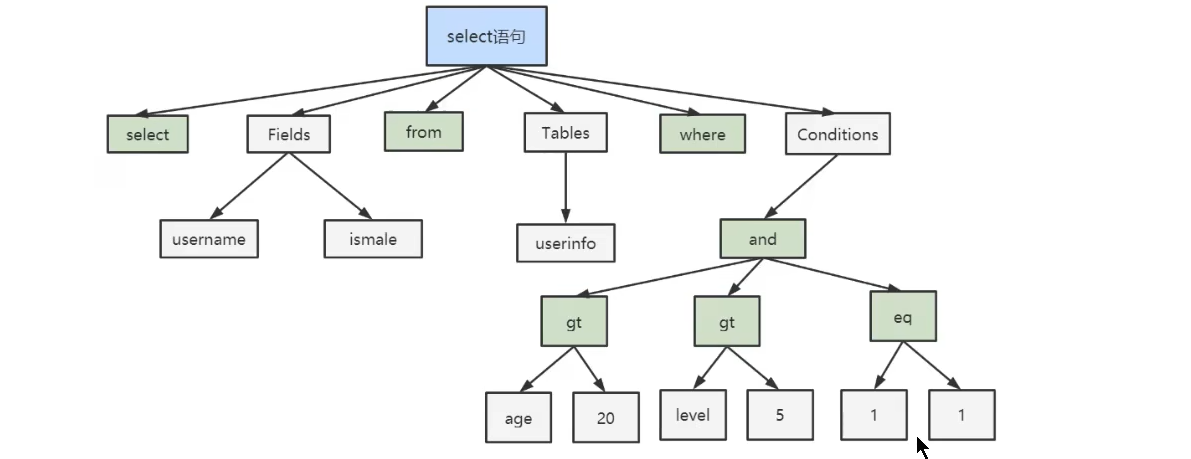 select语句
select
Fields
from
Tables
where
Conditions
username
ismale
userinfo
and
gt
gt
eq
age
20
level
5
1
1